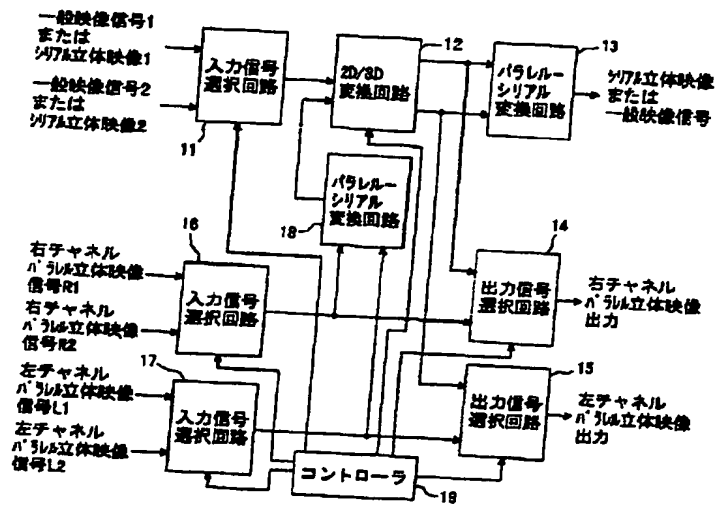 一般映像信号1
または
シリアル立体映像1
一般映像信号2
または
シリアル立体映像2
入力信号
選択回路
11
2D/3D
変換回路
12
パラレルー
シリアル
変換回路
13
シリアル立体映像
または
一般映像信号
パラレルー
シリアル
変換回路
18
右チャネル
パラレル立体映像
信号R1
右チャネル
パラレル立体映像
信号R2
16
入力信号
選択回路
14
出力信号
選択回路
右チャネル
パラレル立体映像
出力
左チャネル
パラレル立体映像
信号L1
左チャネル
パラレル立体映像
信号L2
17
入力信号
選択回路
15
出力信号
選択回路
左チャネル
パラレル立体映像
出力
コントローラ
19